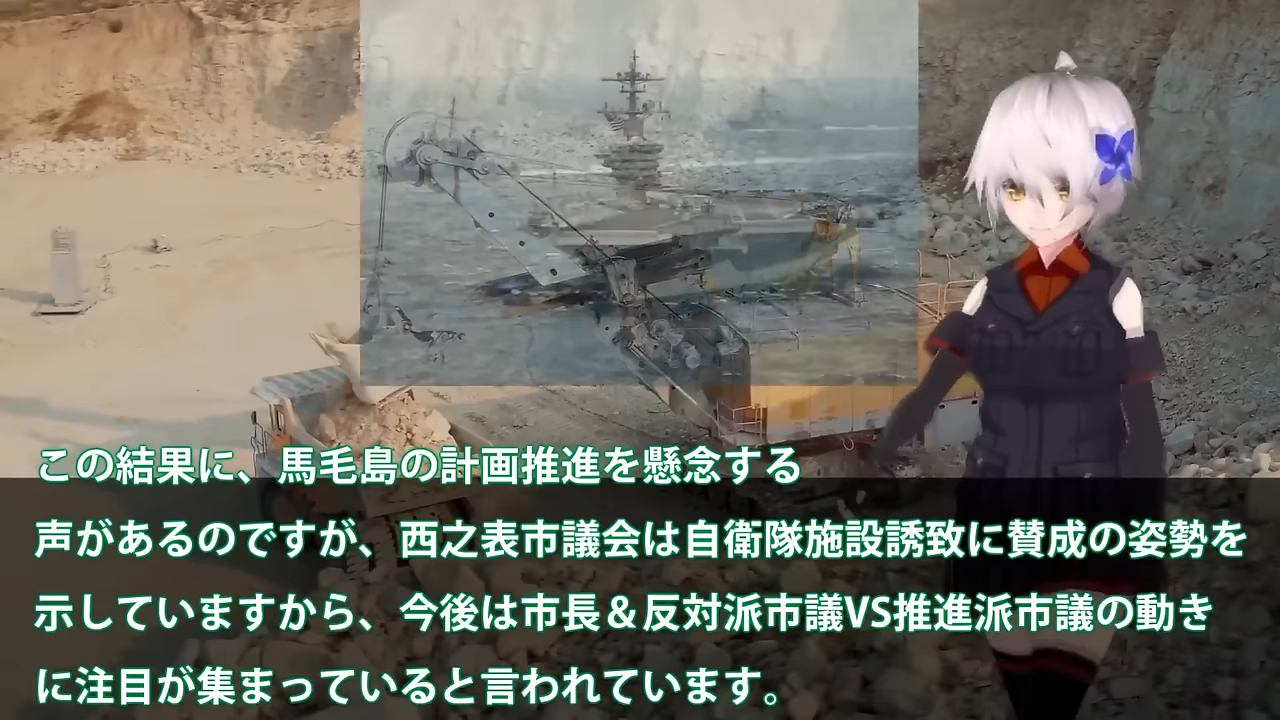 この結果に、馬毛島の計画推進を懸念する
声があるのですが、西之表市議会は自衛隊施設誘致に賛成の姿勢を
示していますから、今後は市長＆反対派市議VS推進派市議の動き
に注目が集まっていると言われています。